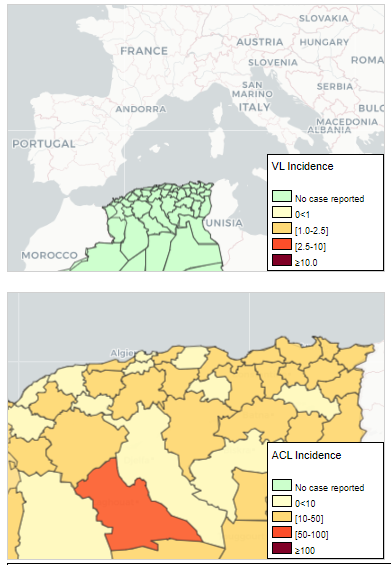 SLOVAKIA
FRANCE
AUSTRIA
HUNGARY
SLOVENIA
ROMA
SAN
MARINO
SERBIA
ANDORRA
ITALY
BULG
MACEDONIA
ALBANIA
PORTUGAL
VL Incidence
No case reported
0<1
[1.0-2.5]
[2.5-10]
≥10.0
UNISIA
MOROCCO
Algie
ACL Incidence
No case reported
0<10
[10-50]
[50-100]
≥100